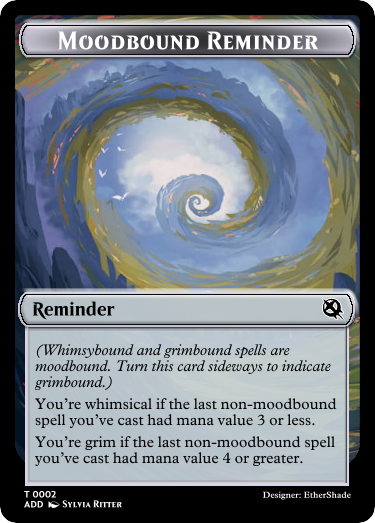 Moodbound Reminder
Reminder
(Whimsybound and grimbound spells are
moodbound. Turn this card sideways to indicate
grimbound.)
You're whimsical if the last non-moodbound
spell you've cast had mana value 3 or less.
You're grim if the last non-moodbound spell
you've cast had mana value 4 or greater.
T 0002
ADD Sylvia Ritter
Designer: EtherShade